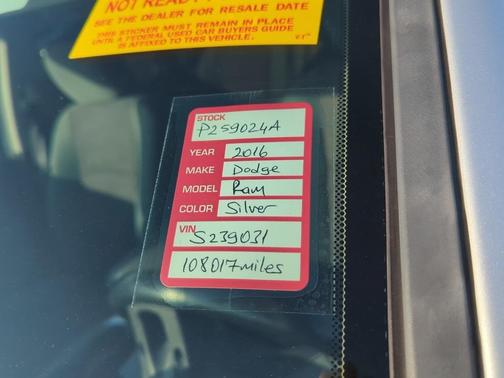 NOT READY
SEE THE DEALER FOR RESALE DATE
THIS STICKER MUST REMAIN IN PLACE
UNTIL A FEDERAL USED CAR BUYERS GUIDE
IS AFFIXED TO THIS VEHICLE.
STOCK
P259024A
YEAR 2016
MAKE Dodge
MODEL Ram
COLOR Silver
VIN
S239031
108017miles